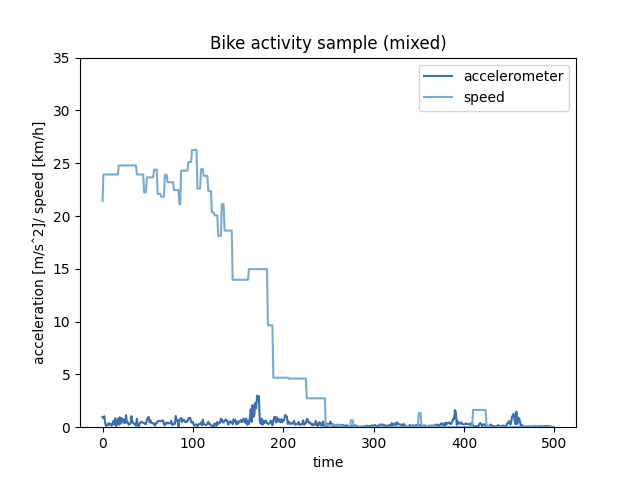 Bike activity sample (mixed)
accelerometer
speed
35
30
25
20
15
10
5
0
acceleration [m/s^2]/ speed [km/h]
0 100 200 300 400 500
time